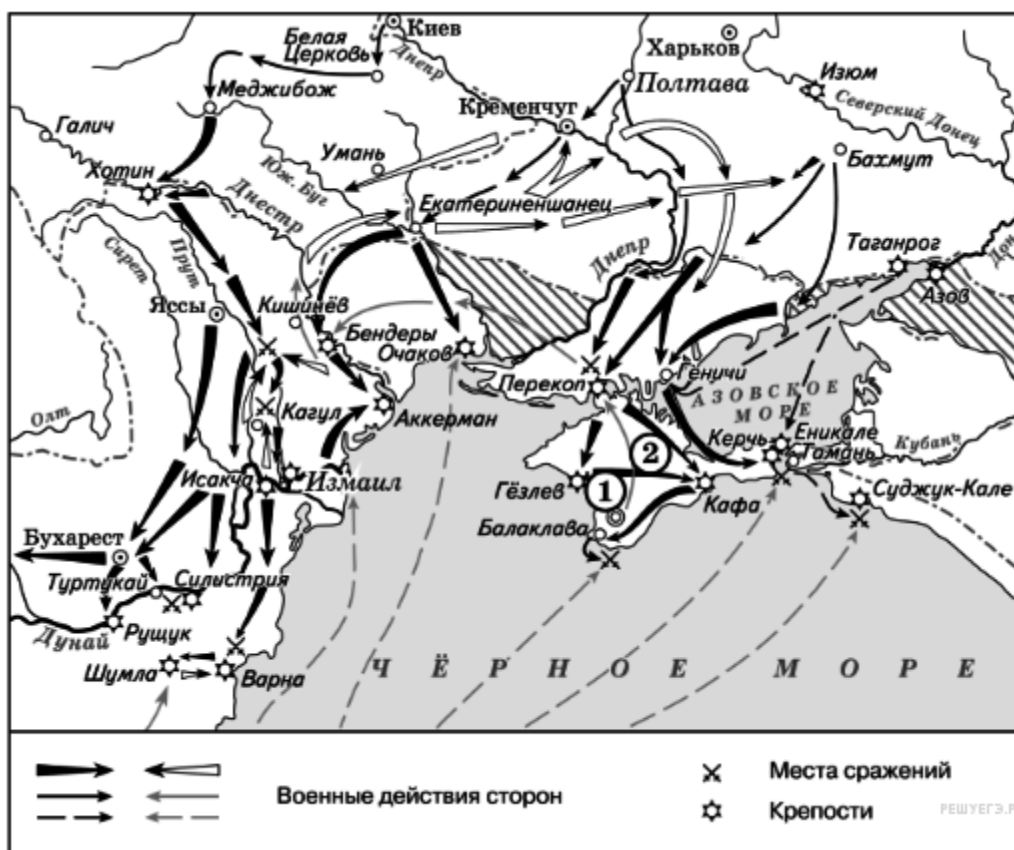 Киев
Харьков
Белая
Церковь
Днепр
Изюм
Полтава
Меджибож
Кременчуг
Северский Донец
Галич
Умань
Бахмут
Хотин
Юж. Буг
Днестр
Екатериненшанец
Сирет
Прут
Днепр
Таганрог
Дон
Азов
Яссы
Кишинёв
Бендеры
Очаков
Перекоп
Геничи
АЗОВСКОЕ
МОРЕ
Олт
Кагул
Аккерман
Керчь
Еникале
Тамань
Кубань
Исакча
Измаил
Гёзлев
1
2
Кафа
Суджук-Кале
Балаклава
Бухарест
Туртукай
Силистрия
Дунай
Рущук
Шумла
Варна
ЧЁРНОЕ МОРЕ
Военные действия сторон
Места сражений
Крепости
РЕШУЕГЭ.Р